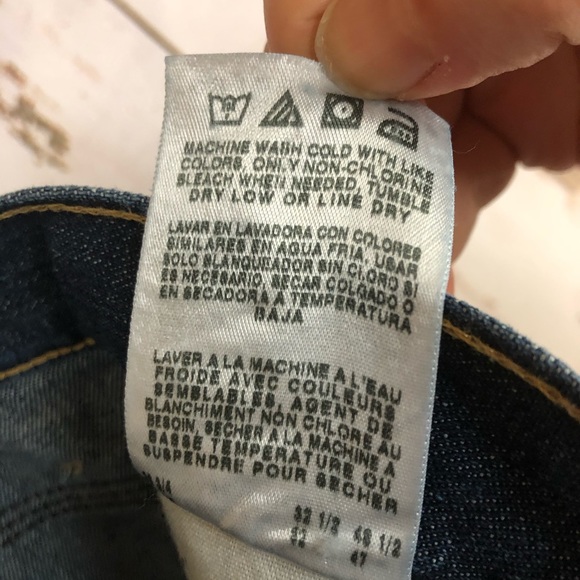 MACHINE WASH COLD WITH LIKE
COLORS, ONLY NON-CHLORINE
BLEACH WHEN NEEDED, TUMBLE
DRY LOW OR LINE DRY
LAVAR EN LAVADORA CON COLORES
SIMILARES EN AQUA FRIA, USAR
SOLO BLANQUEADOR SIN CLORO SI
ES NECESARIO, SECAR COLGADO O
EN SECADORA A TEMPERATURA
BAJA
LAVER A LA MACHINE A L'EAU
FROIDE AVEC COULEURS
SEMBLABLES, AGENT DE
BLANCHIMENT NON CHLORE AU
BESOIN, SECHER A LA MACHINE A
BASSE TEMPERATURE OU
SUSPENDRE POUR SECHER
52 1/2 46 1/2
52 47